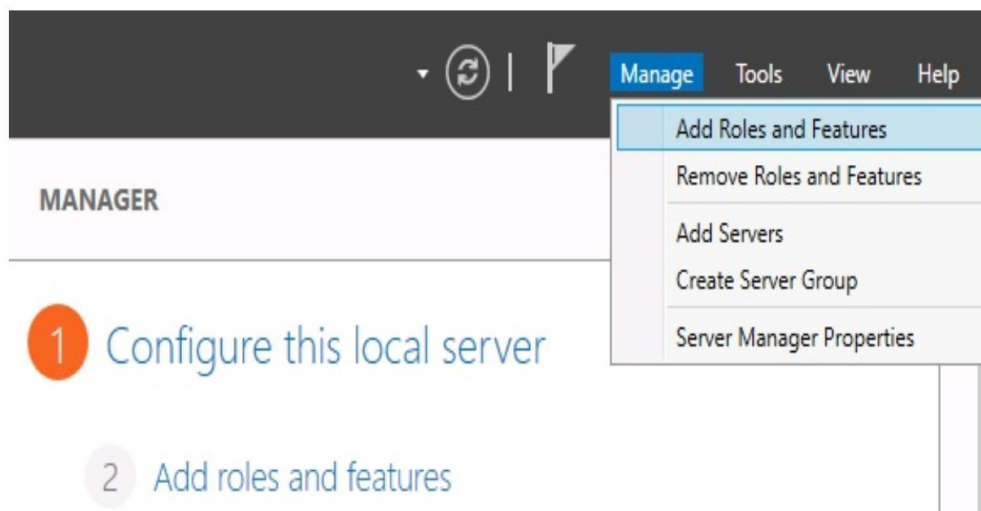 Manage Tools View Help
Add Roles and Features
Remove Roles and Features
Add Servers
Create Server Group
Server Manager Properties
MANAGER
1 Configure this local server
2 Add roles and features